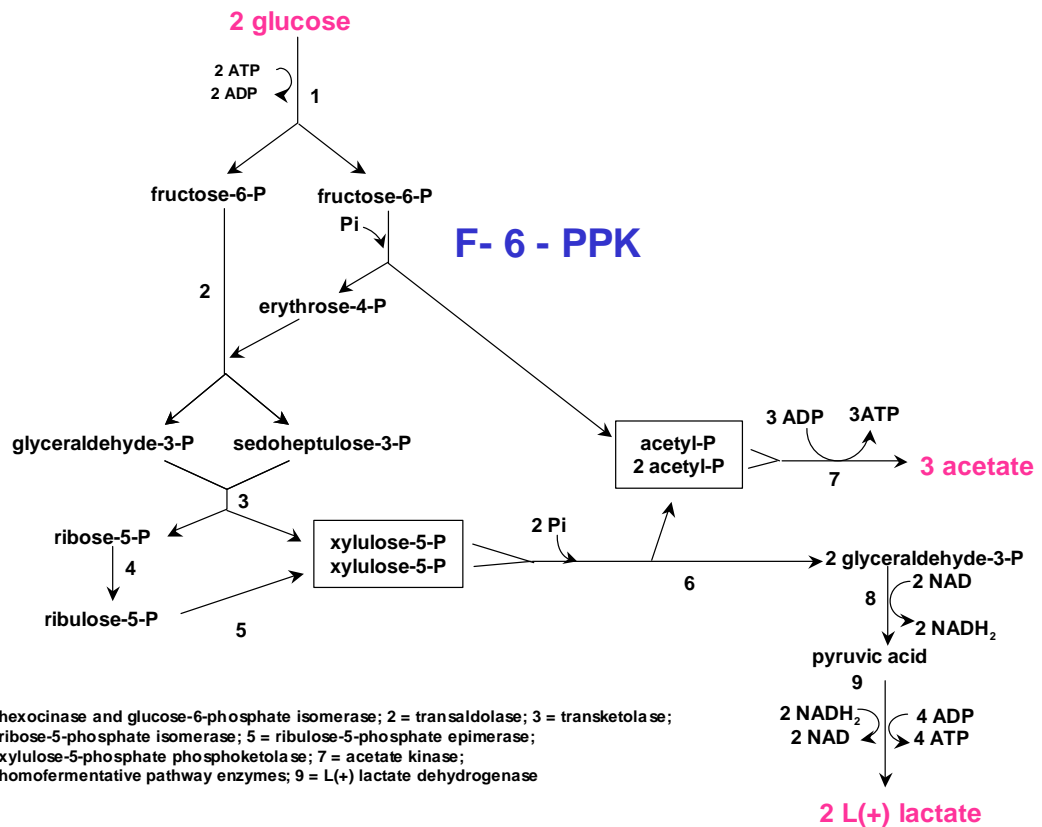 2 glucose
2 ATP
2 ADP
1
fructose-6-P
fructose-6-P
Pi
F- 6 - PPK
2
erythrose-4-P
glyceraldehyde-3-P
sedoheptulose-3-P
3 ADP
3ATP
acetyl-P
2 acetyl-P
3 acetate
7
3
ribose-5-P
xylulose-5-P
xylulose-5-P
2 Pi
2 glyceraldehyde-3-P
4
6
8
2 NAD
ribulose-5-P
5
2 NADH₂
pyruvic acid
9
2 NADH₂
2 NAD
4 ADP
4 ATP
hexocinase and glucose-6-phosphate isomerase; 2 = transaldolase; 3 = transketolase;
ribose-5-phosphate isomerase; 5 = ribulose-5-phosphate epimerase;
xylulose-5-phosphate phosphoketolase; 7 = acetate kinase;
homofermentative pathway enzymes; 9 = L(+) lactate dehydrogenase
2 L(+) lactate